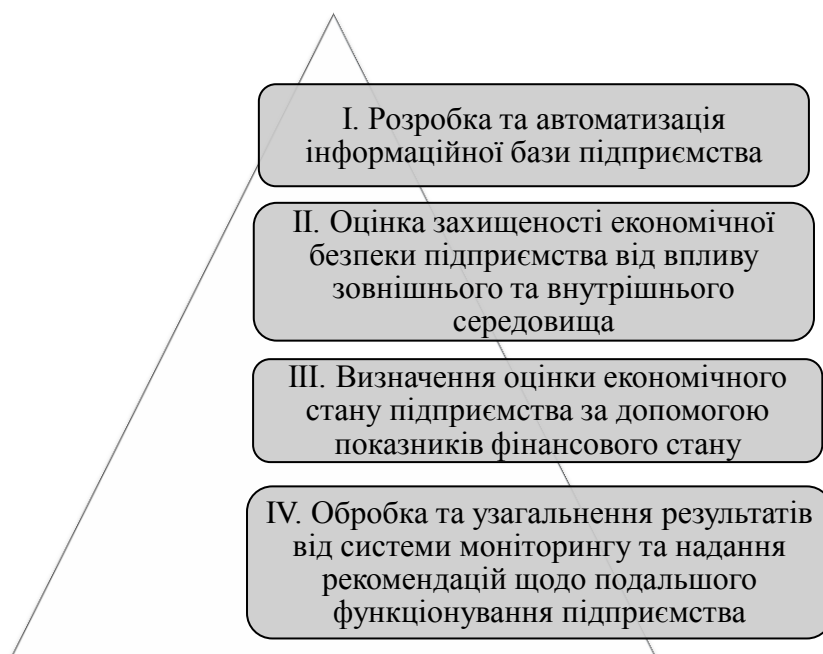 І. Розробка та автоматизація
інформаційної бази підприємства
ІІ. Оцінка захищеності економічної
безпеки підприємства від впливу
зовнішнього та внутрішнього
середовища
ІІІ. Визначення оцінки економічного
стану підприємства за допомогою
показників фінансового стану
IV. Обробка та узагальнення результатів
від системи моніторингу та надання
рекомендацій щодо подальшого
функціонування підприємства